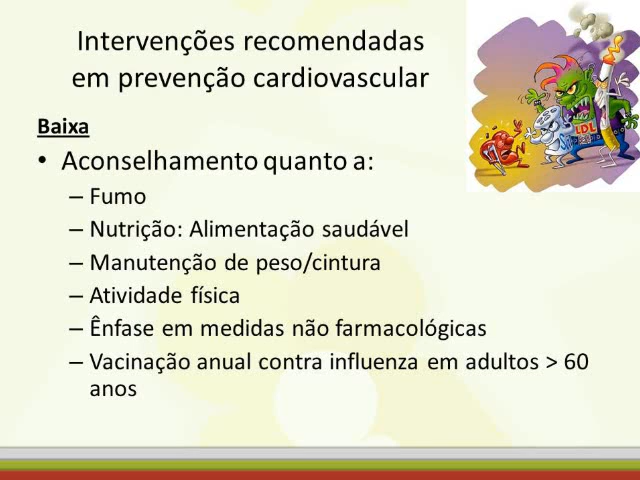 Intervenções recomendadas
em prevenção cardiovascular
Baixa
• Aconselhamento quanto a:
– Fumo
– Nutrição: Alimentação saudável
– Manutenção de peso/cintura
– Atividade física
– Ênfase em medidas não farmacológicas
– Vacinação anual contra influenza em adultos > 60
anos
LDL